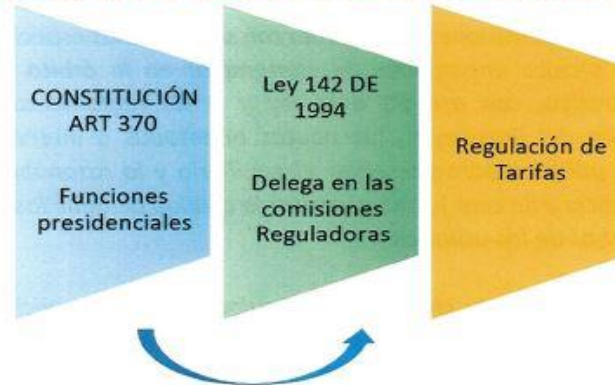 CONSTITUCIÓN
ART 370
Funciones
presidenciales
Ley 142 DE
1994
Delega en las
comisiones
Reguladoras
Regulación de
Tarifas